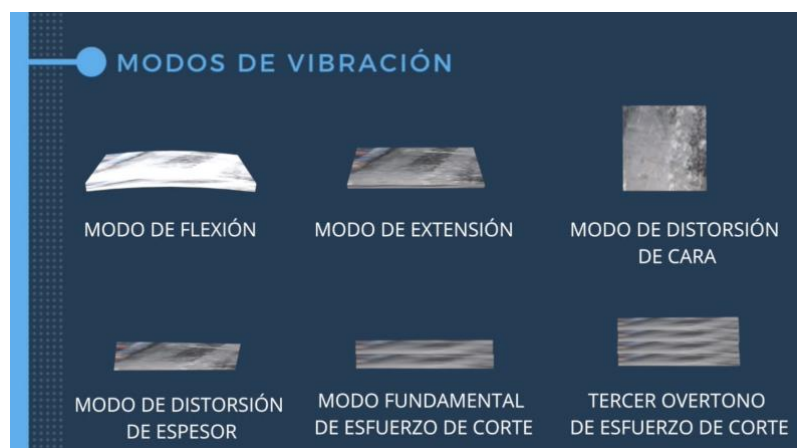 MODOS DE VIBRACIÓN
MODO DE FLEXIÓN
MODO DE EXTENSIÓN
MODO DE DISTORSIÓN
DE CARA
MODO DE DISTORSIÓN
DE ESPESOR
MODO FUNDAMENTAL
DE ESFUERZO DE CORTE
TERCER OVERTONO
DE ESFUERZO DE CORTE